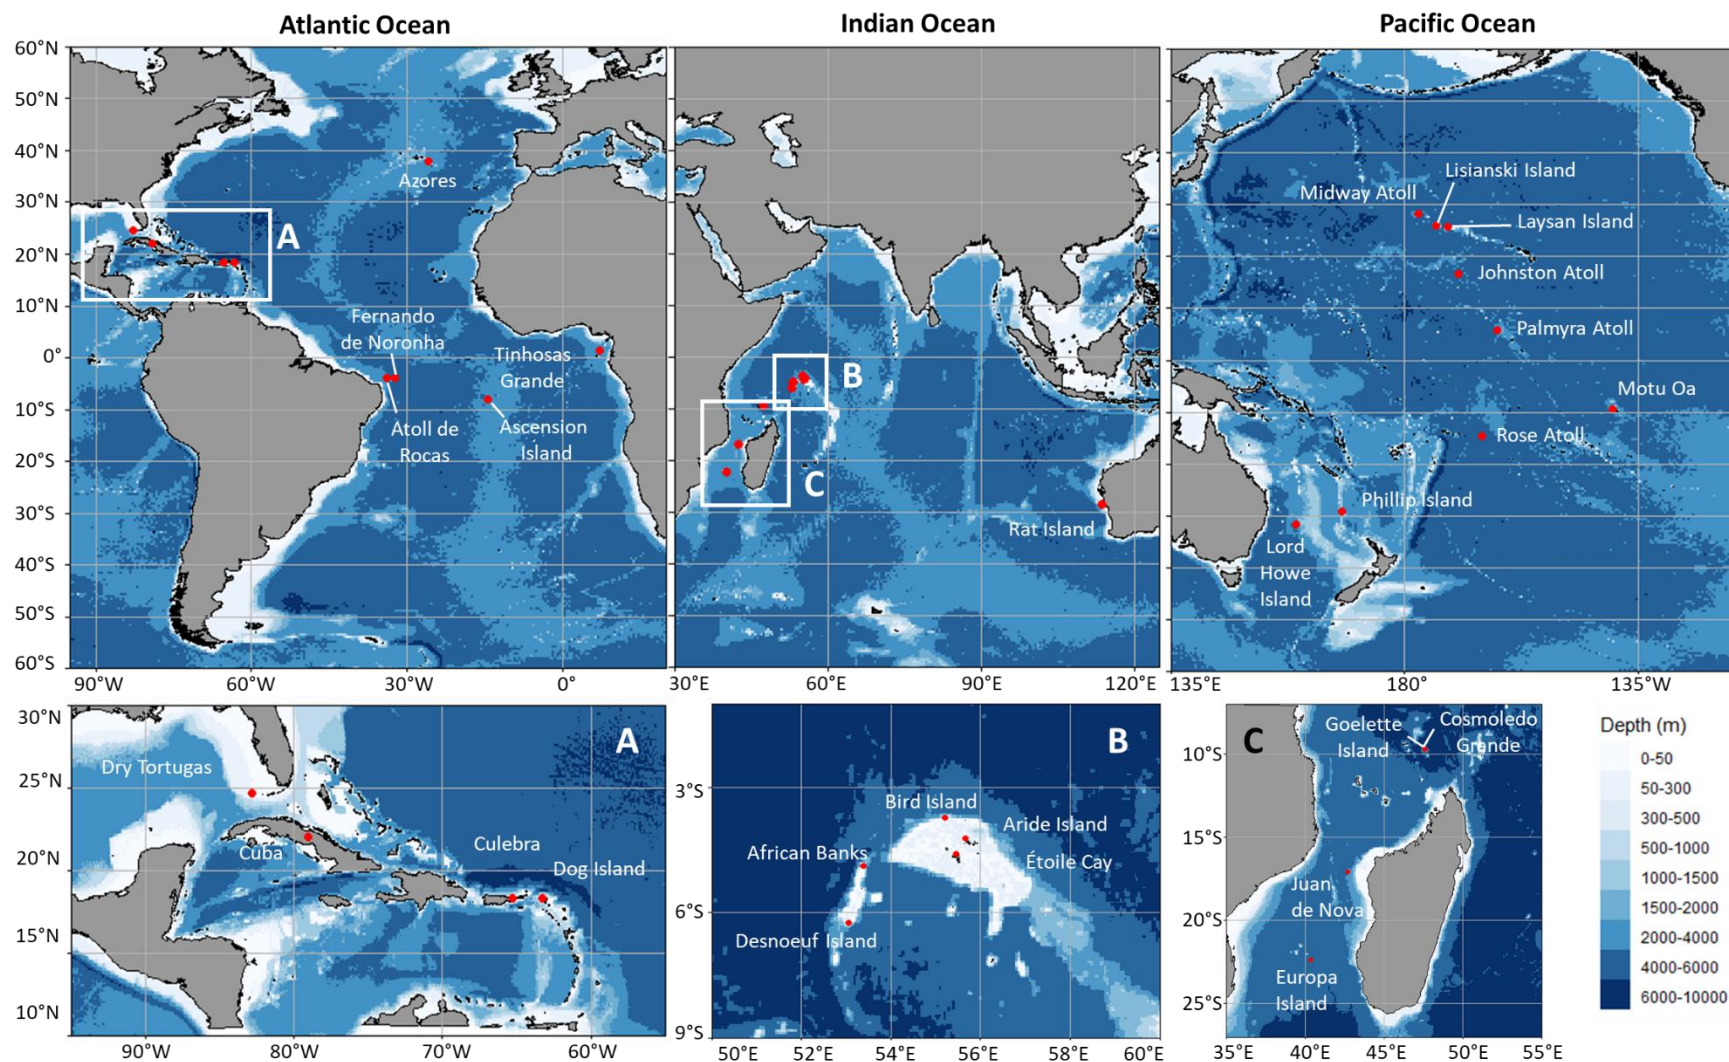 Atlantic Ocean
Indian Ocean
Pacific Ocean
60°N
50°N
40°N
30°N
20°N
10°N
0°
10°S
20°S
30°S
40°S
50°S
60°S
Azores
A
Fernando
de Noronha
Tinhosas
Grande
Atoll de
Rocas
Ascension
Island
90°W
60°W
30°W
0°
B
C
Rat Island
30°E
60°E
90°E
120°E
Lisianski Island
Midway Atoll
Laysan Island
Johnston Atoll
Palmyra Atoll
Motu Oa
Rose Atoll
Phillip Island
Lord
Howe
Island
135°E
180°
135°W
30°N
25°N
20°N
15°N
10°N
A
Dry Tortugas
Cuba
Culebra
Dog Island
90°W
80°W
70°W
60°W
B
3°S
6°S
9°S
Bird Island
Aride Island
African Banks
Étoile Cay
Desnoeuf Island
50°E
52°E
54°E
56°E
58°E
60°E
C
Goelette
Island
Cosmoledo
Grande
10°S
15°S
20°S
25°S
Juan
de Nova
Europa
Island
35°E
40°E
45°E
50°E
55°E
Depth (m)
0-50
50-300
300-500
500-1000
1000-1500
1500-2000
2000-4000
4000-6000
6000-10000